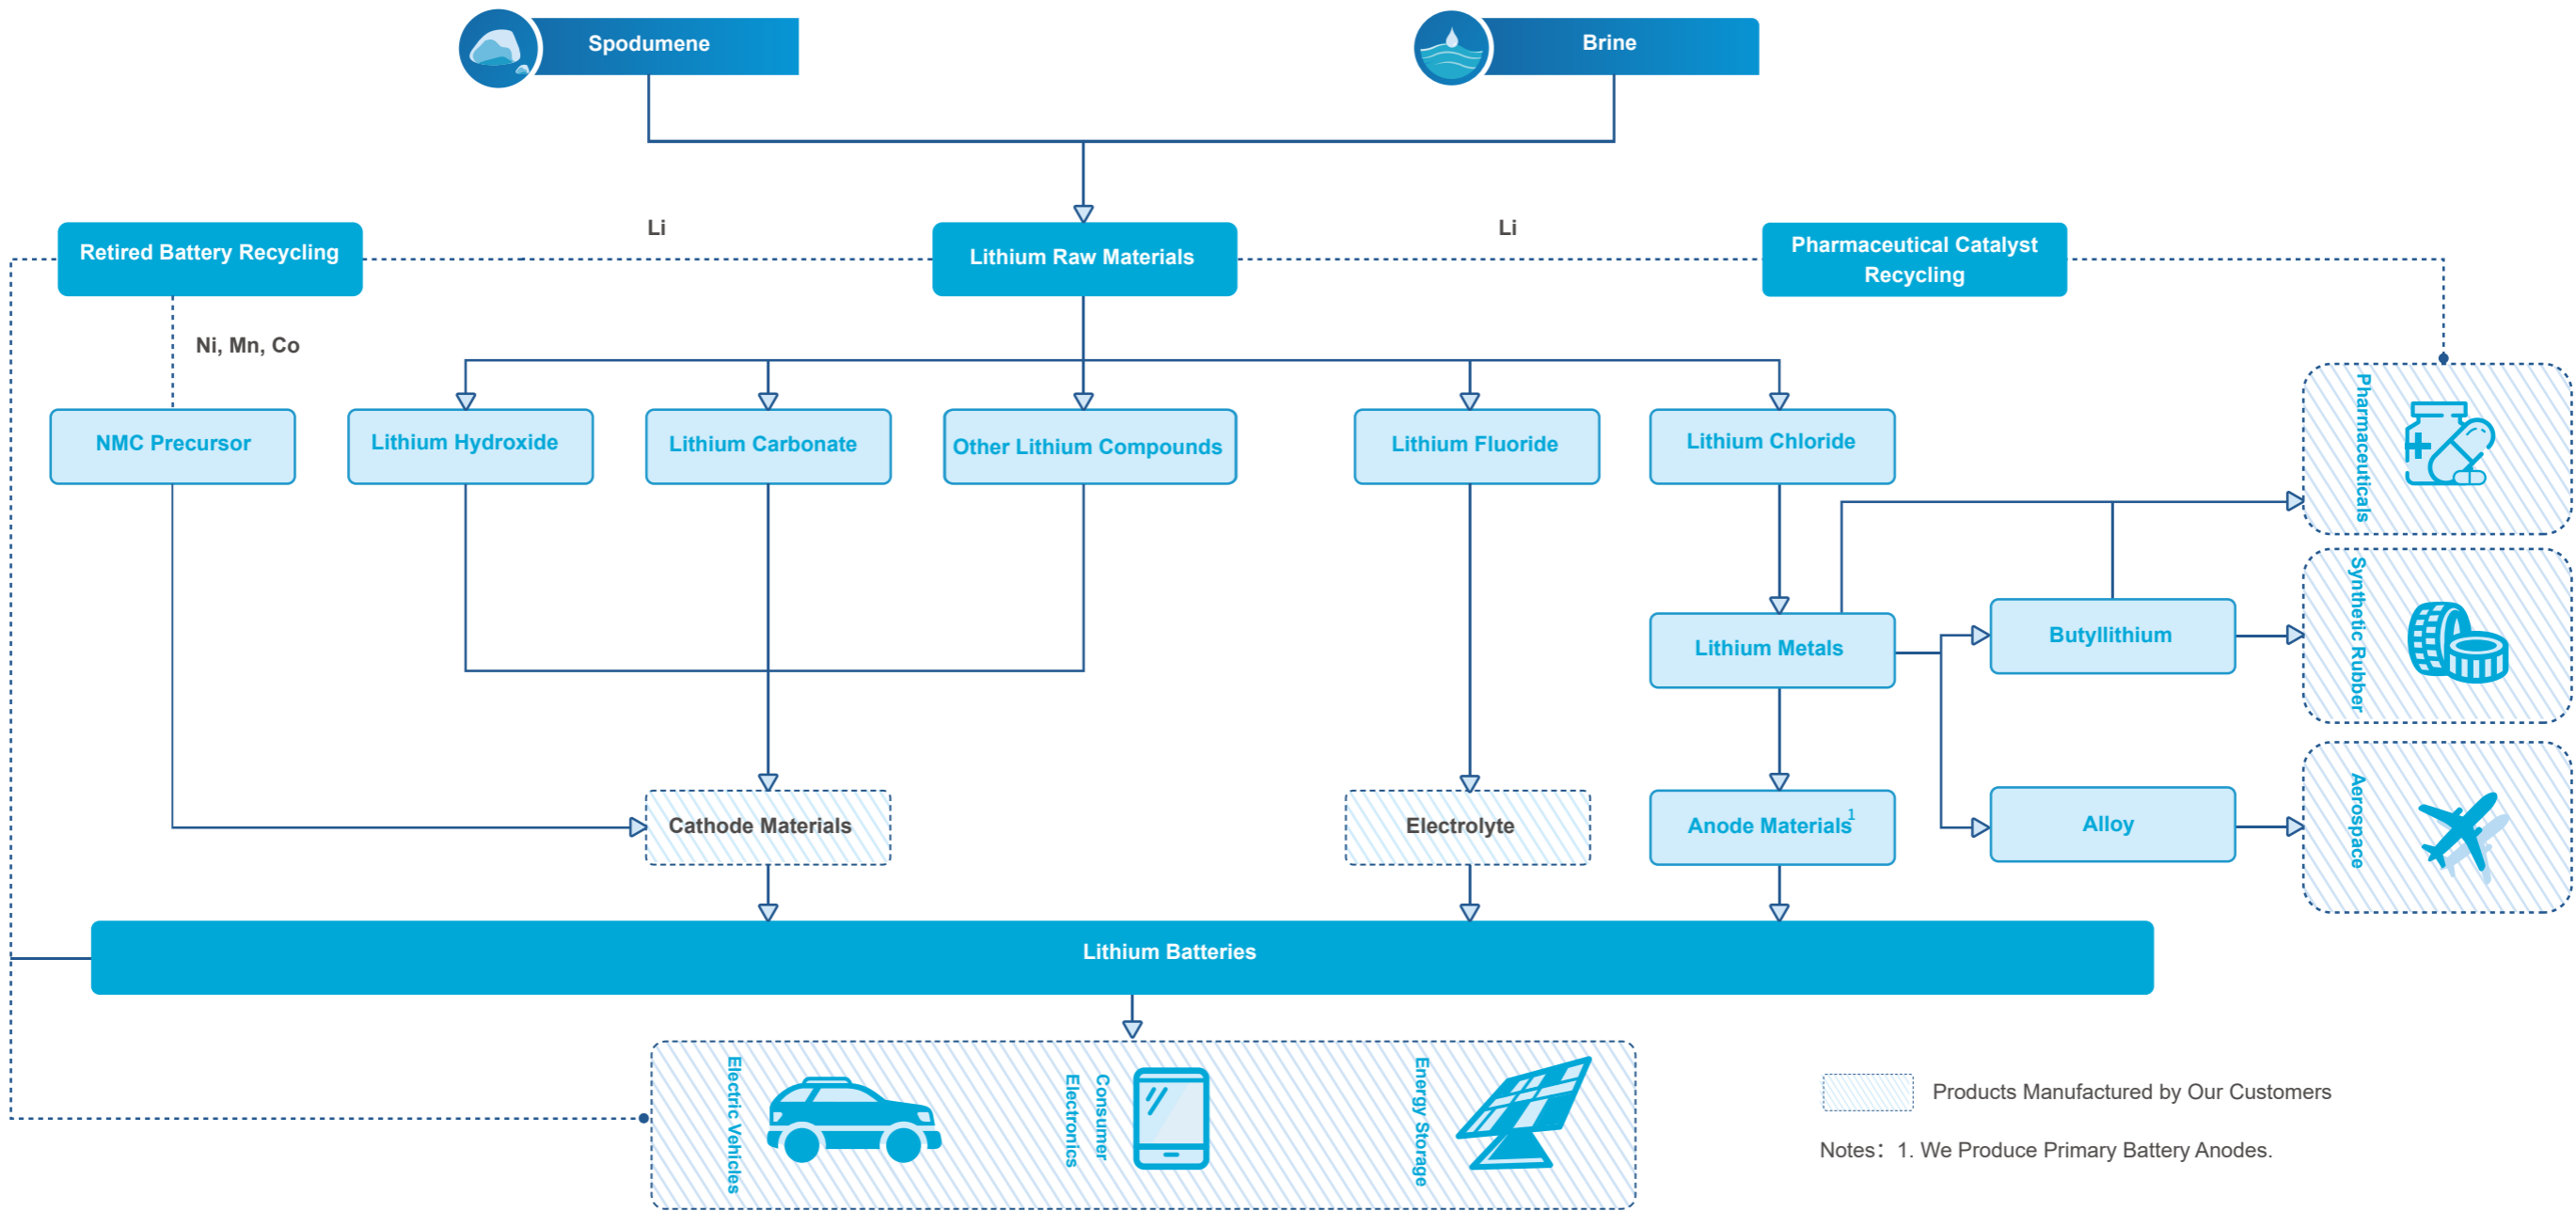 Spodumene
Brine
Li
Li
Retired Battery Recycling
Lithium Raw Materials
Pharmaceutical Catalyst
Recycling
Ni, Mn, Co
NMC Precursor
Lithium Hydroxide
Lithium Carbonate
Other Lithium Compounds
Lithium Fluoride
Lithium Chloride
Pharmaceuticals
Lithium Metals
Butyllithium
Synthetic Rubber
Cathode Materials
Electrolyte
Anode Materials1
Alloy
Aerospace
Lithium Batteries
Electric Vehicles
Consumer
Electronics
Energy Storage
Products Manufactured by Our Customers
Notes：1. We Produce Primary Battery Anodes.